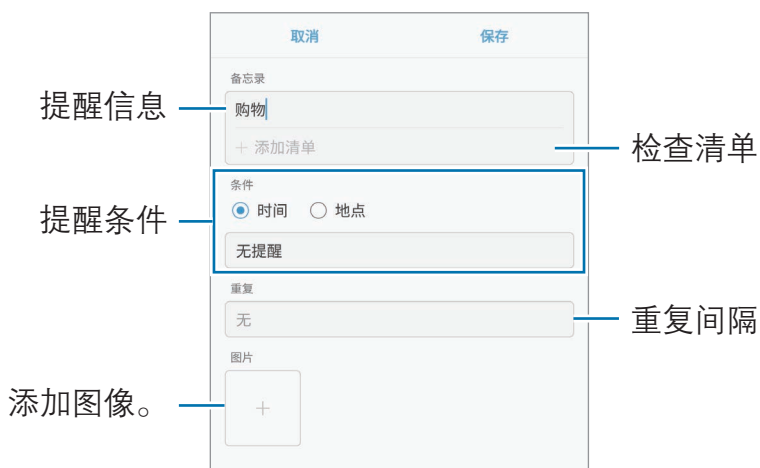 取消 保存
备忘录
提醒信息
购物
+ 添加清单
检查清单
条件
提醒条件
时间 地点
无提醒
重复
无
重复间隔
图片
添加图像。
+